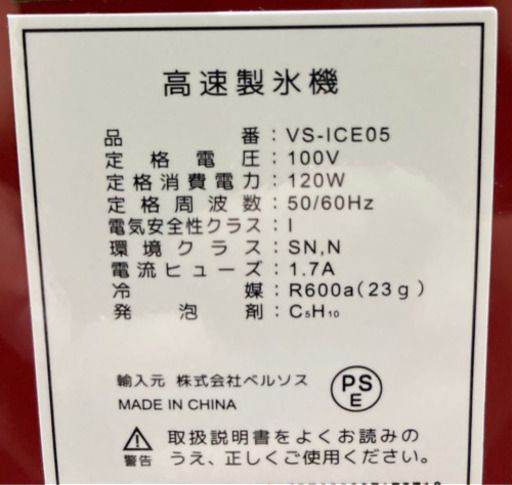 高速製氷機
品番：VS-ICE05
定格電圧：100V
定格消費電力：120W
定格周波数：50/60Hz
電気安全性クラス：I
環境クラス：SN,N
電流ヒューズ：1.7A
冷媒：R600a(23g)
発泡剤：C₅H₁₀
輸入元 株式会社ベルソス
PS
E
MADE IN CHINA
警告 取扱説明書をよくお読みの
うえ、正しくご使用ください。